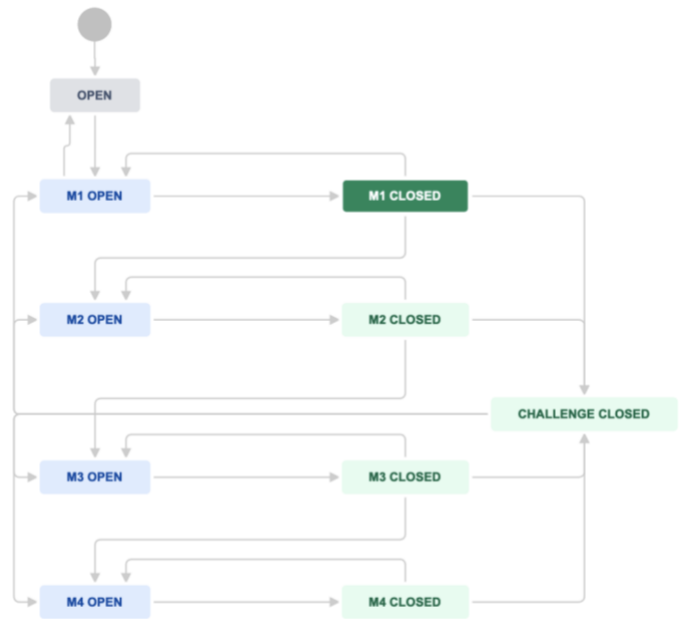 OPEN
M1 OPEN
M1 CLOSED
M2 OPEN
M2 CLOSED
CHALLENGE CLOSED
M3 OPEN
M3 CLOSED
M4 OPEN
M4 CLOSED